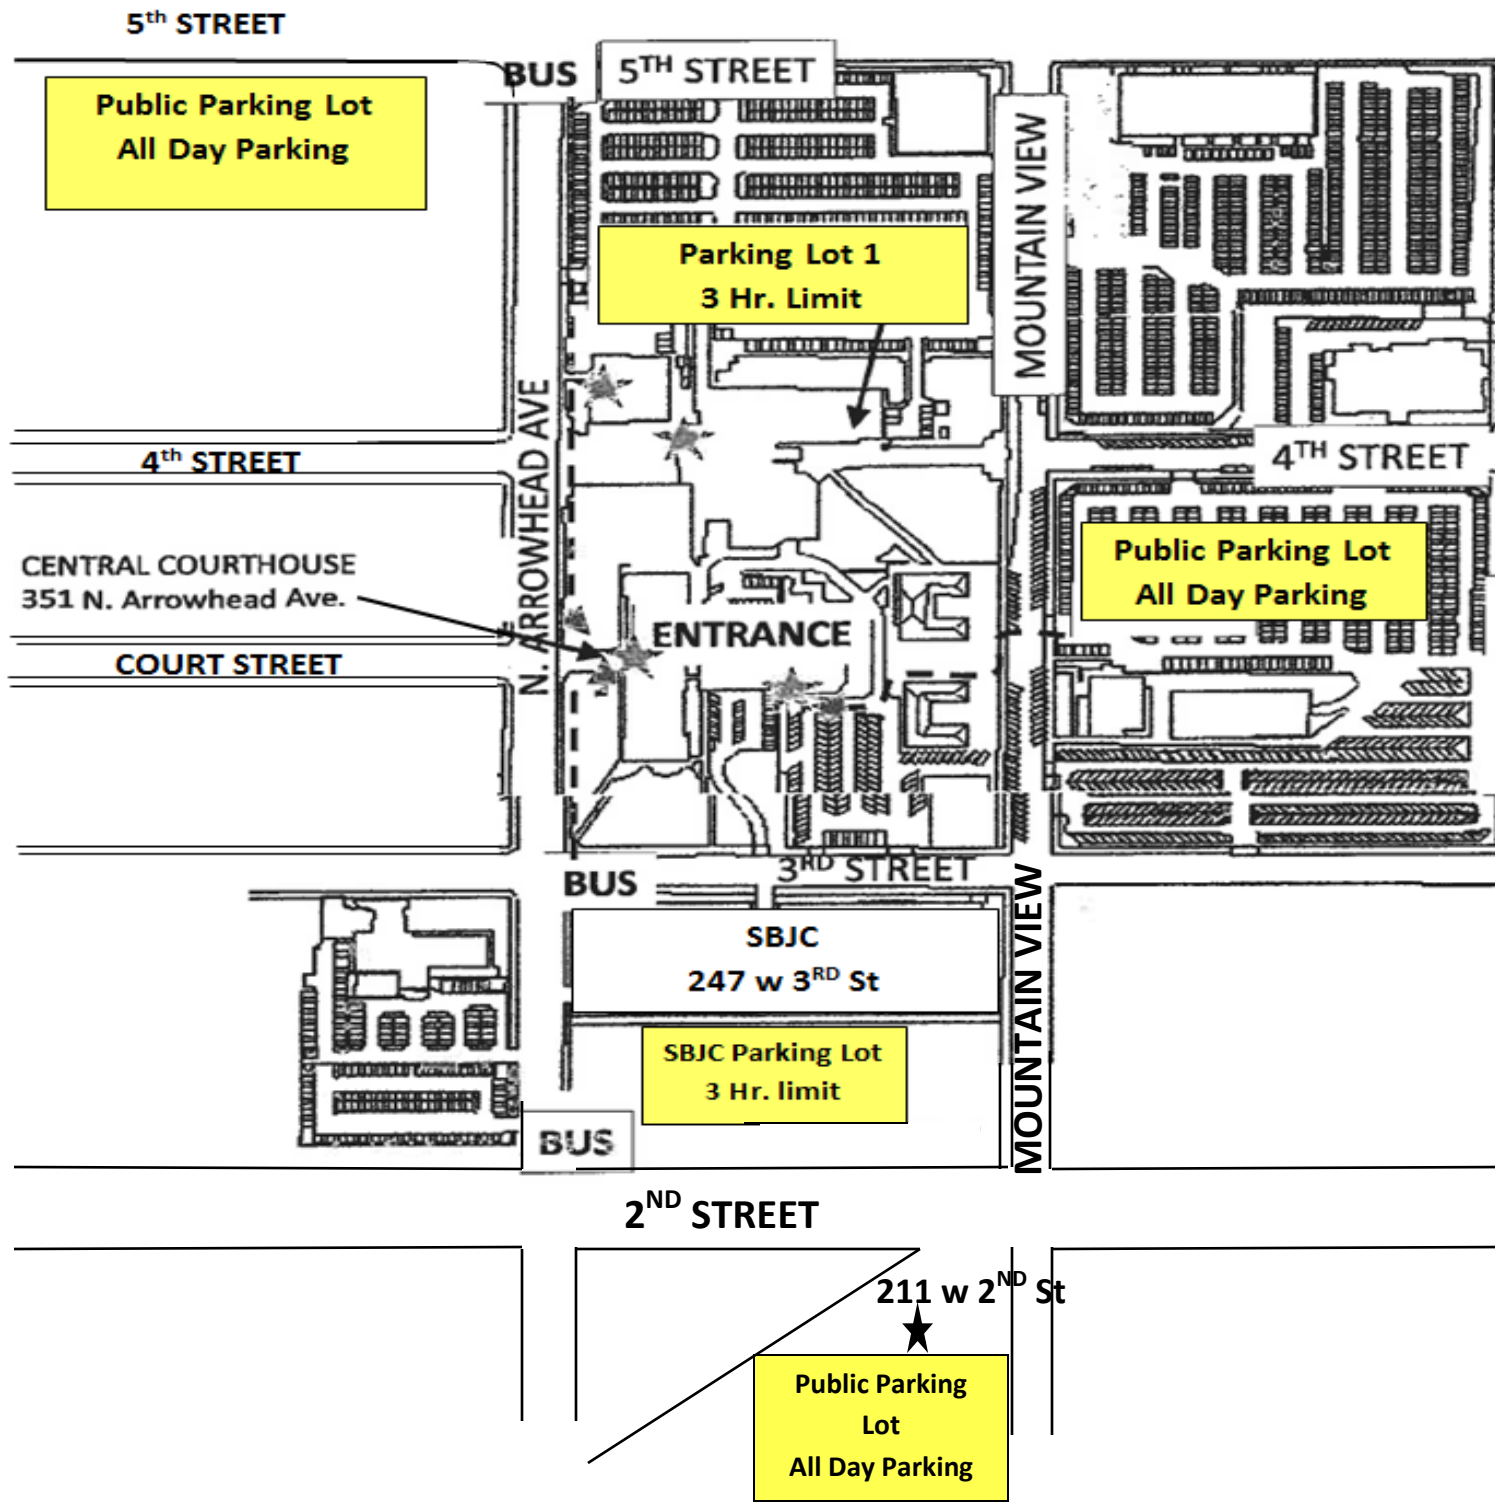 5th STREET
BUS
5TH STREET
Public Parking Lot
All Day Parking
MOUNTAIN VIEW
Parking Lot 1
3 Hr. Limit
N. ARROWHEAD AVE
4th STREET
4TH STREET
CENTRAL COURTHOUSE
351 N. Arrowhead Ave.
Public Parking Lot
All Day Parking
ENTRANCE
COURT STREET
3RD STREET
BUS
MOUNTAIN VIEW
SBJC
247 w 3RD St
SBJC Parking Lot
3 Hr. limit
BUS
2ND STREET
211 w 2ND St
Public Parking
Lot
All Day Parking